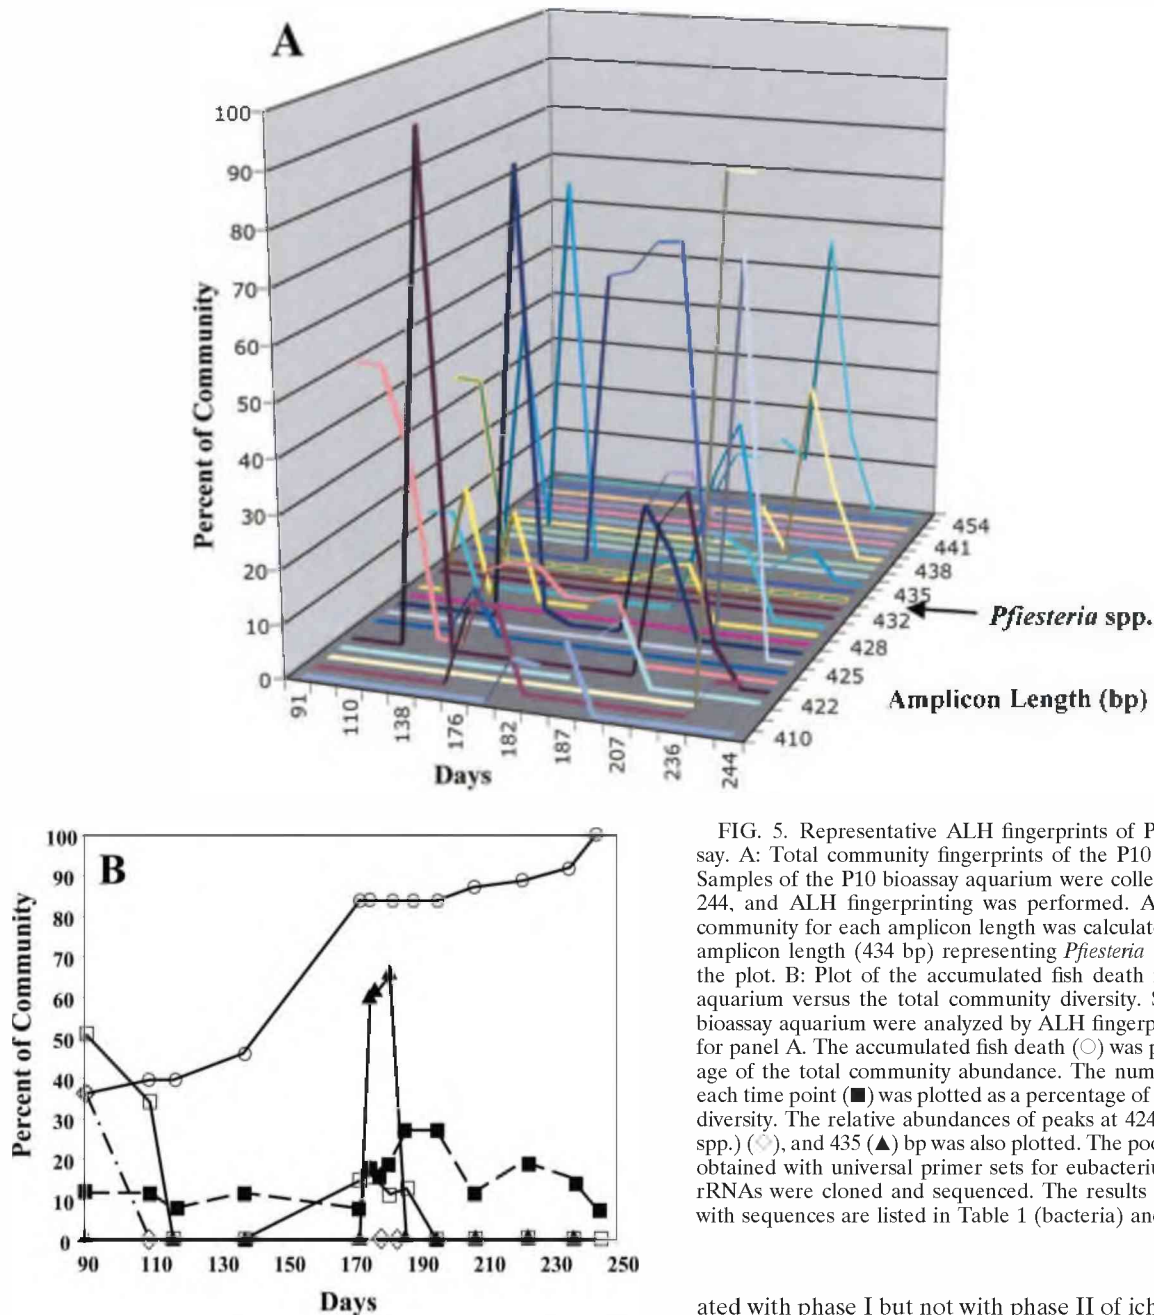 A
100
90
80
70
60
50
40
30
20
10
0
Percent of Community
91
110
138
176
182
187
207
236
244
Days
454
441
438
435
432
428
425
422
410
Pfiesteria spp.
Amplicon Length (bp)
B
100
90
80
70
60
50
40
30
20
10
0
Percent of Community
90 110 130 150 170 190 210 230 250
Days
FIG. 5. Representative ALH fingerprints of P
say. A: Total community fingerprints of the P10
Samples of the P10 bioassay aquarium were colle
244, and ALH fingerprinting was performed. A
community for each amplicon length was calculat
amplicon length (434 bp) representing Pfiesteria
the plot. B: Plot of the accumulated fish death
aquarium versus the total community diversity. S
bioassay aquarium were analyzed by ALH fingerp
for panel A. The accumulated fish death (○) was p
age of the total community abundance. The num
each time point (■) was plotted as a percentage of
diversity. The relative abundances of peaks at 424
spp.) (◇), and 435 (▲) bp was also plotted. The poo
obtained with universal primer sets for eubacteriu
rRNAs were cloned and sequenced. The results
with sequences are listed in Table 1 (bacteria) an
ated with phase I but not with phase II of ich